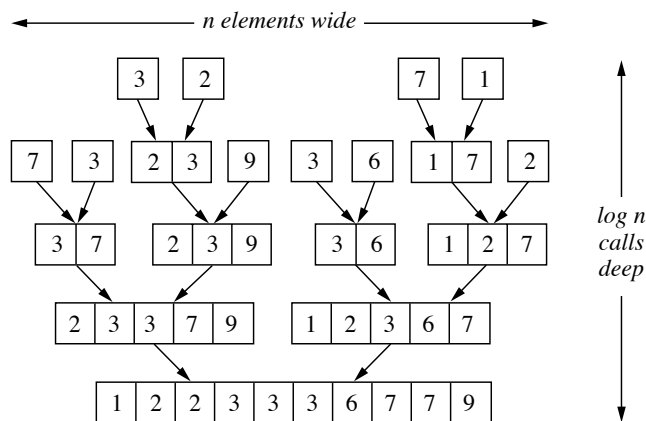 n elements wide
3 2 7 1
7 3 2 3 9 3 6 1 7 2
3 7 2 3 9 3 6 1 2 7
log n
calls
deep
2 3 3 7 9 1 2 3 6 7
1 2 2 3 3 3 6 7 7 9